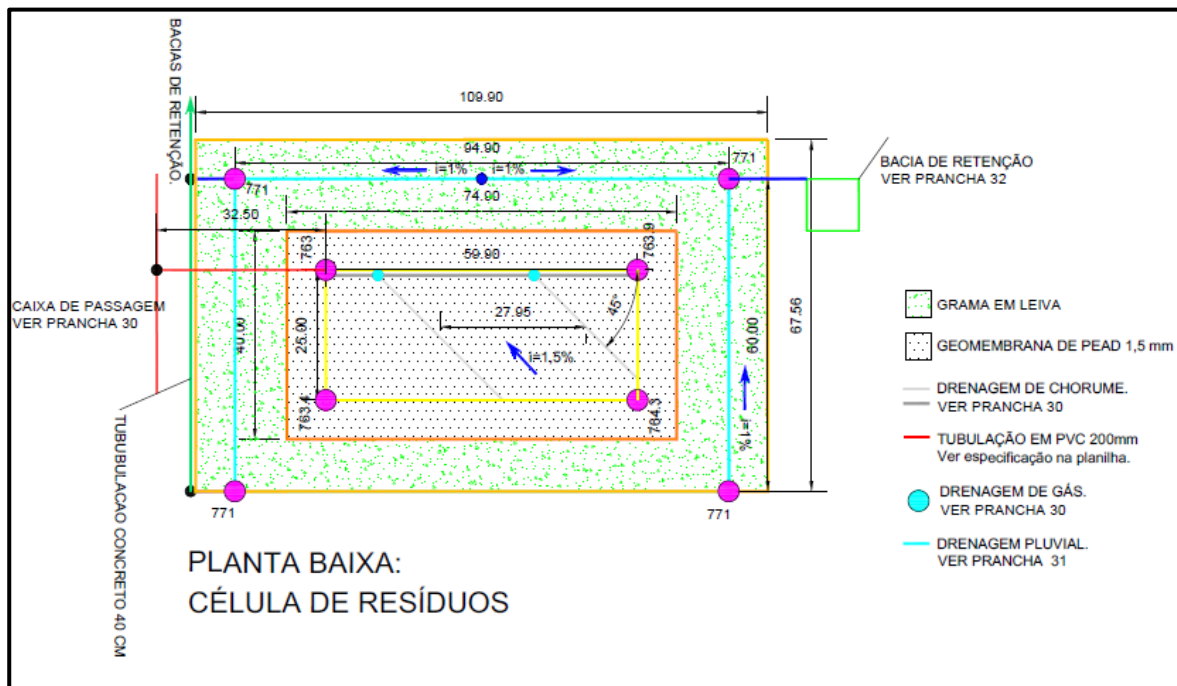 BACIAS DE RETENÇÃO.
109.90
94.90
771
i=1%
i=1%
BACIA DE RETENÇÃO
VER PRANCHA 32
771
74.90
32.50
763
763.9
59.90
CAIXA DE PASSAGEM
VER PRANCHA 30
40.00
25.00
27.95
45°
60.00
67.56
i=1,5%
i=1%
763.4
764.3
TUBUBULACAO CONCRETO 40 CM
771
771
GRAMA EM LEIVA
GEOMEMBRANA DE PEAD 1,5 mm
DRENAGEM DE CHORUME.
VER PRANCHA 30
TUBULAÇÃO EM PVC 200mm
Ver especificação na planilha.
DRENAGEM DE GÁS.
VER PRANCHA 30
DRENAGEM PLUVIAL.
VER PRANCHA 31
PLANTA BAIXA:
CÉLULA DE RESÍDUOS